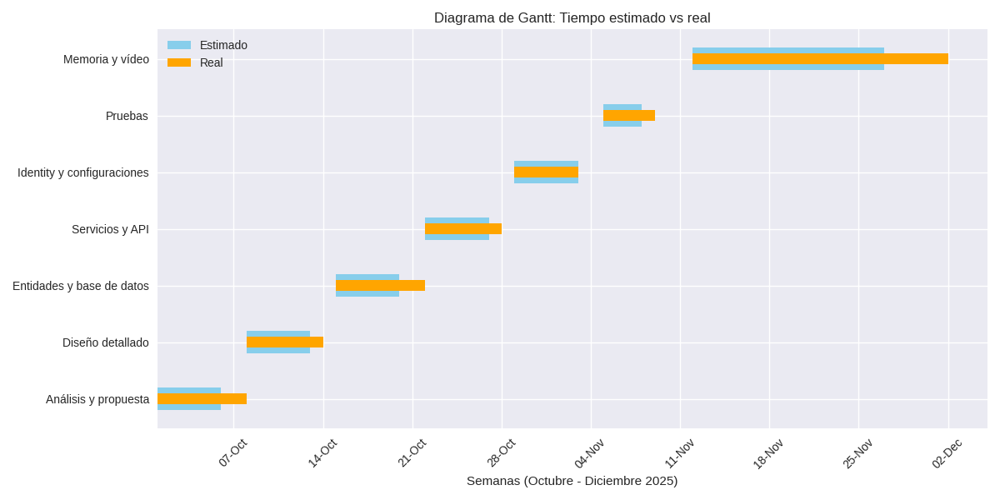 Diagrama de Gantt: Tiempo estimado vs real
Estimado
Real
Memoria y vídeo
Pruebas
Identity y configuraciones
Servicios y API
Entidades y base de datos
Diseño detallado
Análisis y propuesta
07-Oct
14-Oct
21-Oct
28-Oct
04-Nov
11-Nov
18-Nov
25-Nov
02-Dec
Semanas (Octubre - Diciembre 2025)